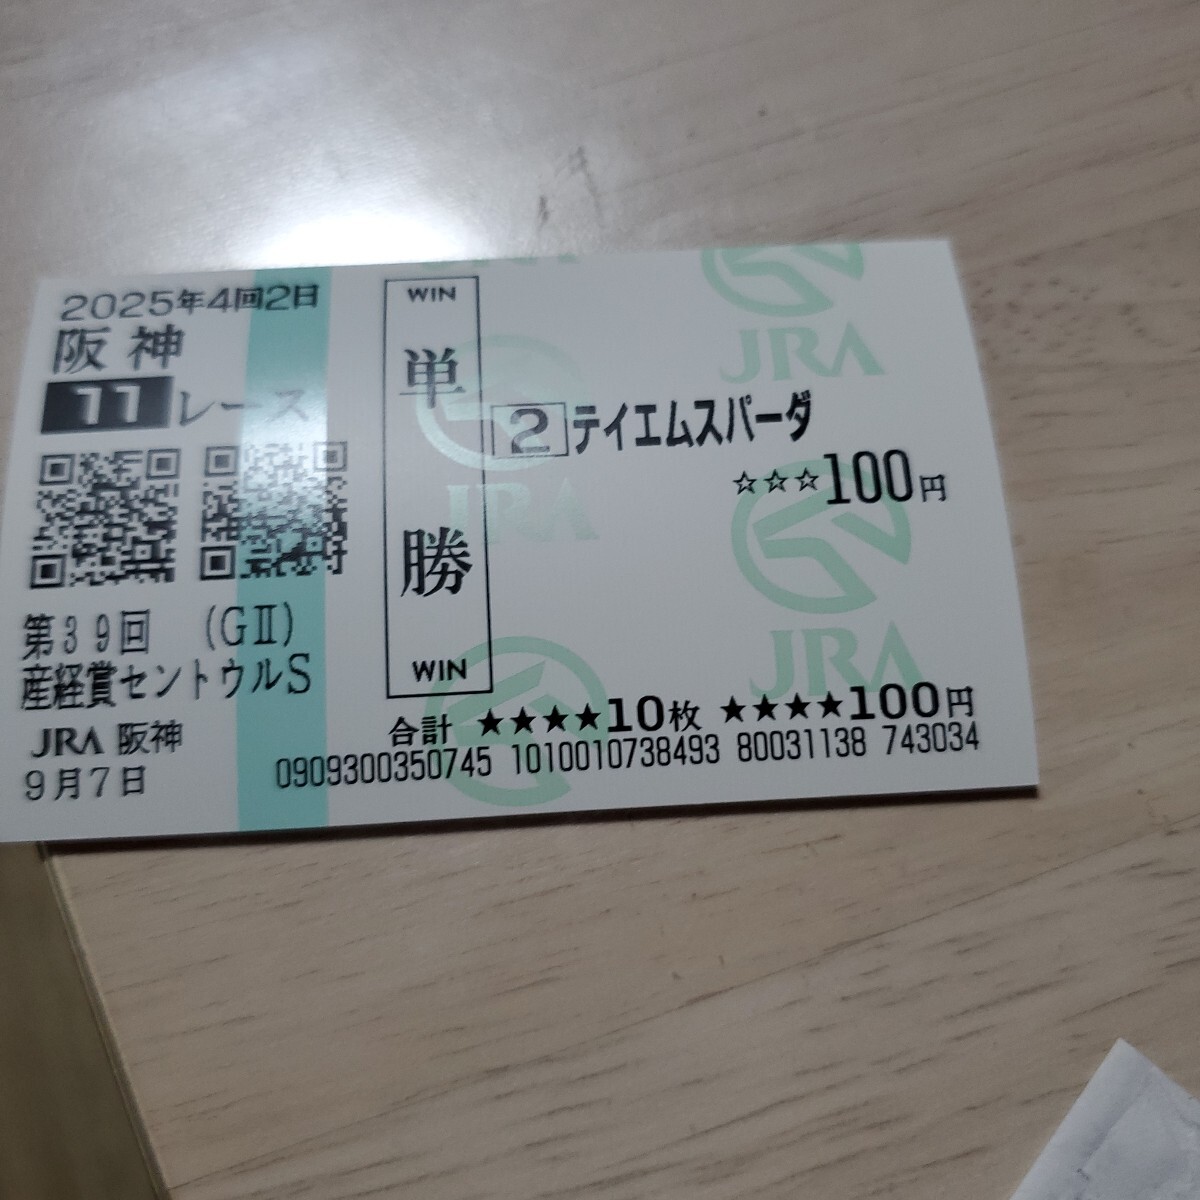 2025年4回2日
阪神
11レース
第39回 (GⅡ)
産経賞セントウルS
JRA 阪神
9月7日
WIN
単勝
WIN
2 テイエムスパーダ
☆☆☆100円
合計 ★★★★10枚 ★★★★100円
0909300350745 1010010738493 80031138 743034
JRA
JRA
JRA